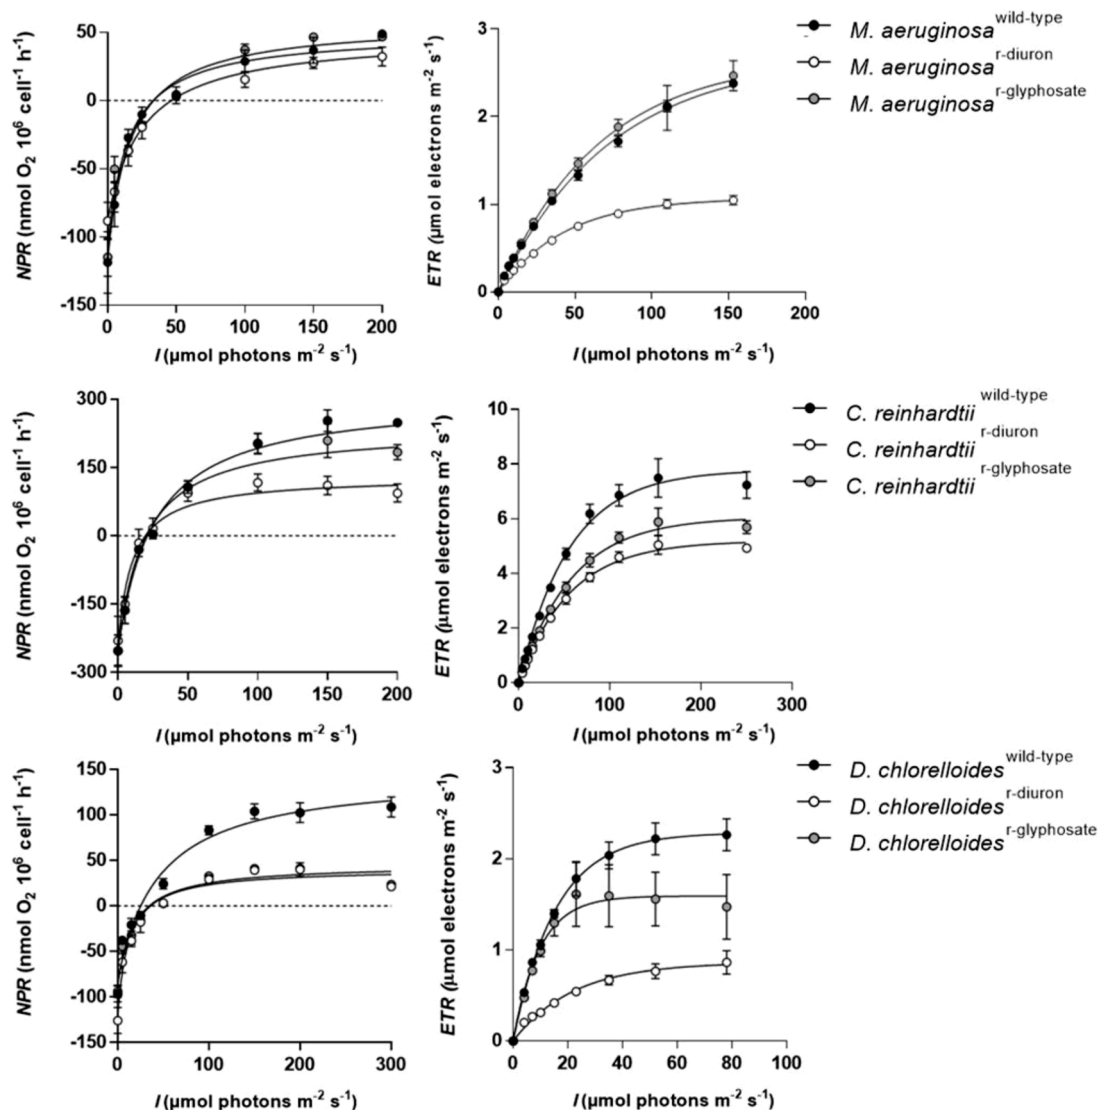 NPR (nmol O2 10^6 cell^-1 h^-1)
50
0
-50
-100
-150
0 50 100 150 200
I (µmol photons m^-2 s^-1)
ETR (µmol electrons m^-2 s^-1)
3
2
1
0
0 50 100 150 200
I (µmol photons m^-2 s^-1)
M. aeruginosa wild-type
M. aeruginosa r-diuron
M. aeruginosa r-glyphosate
NPR (nmol O2 10^6 cell^-1 h^-1)
300
150
0
-150
-300
0 50 100 150 200
I (µmol photons m^-2 s^-1)
ETR (µmol electrons m^-2 s^-1)
10
8
6
4
2
0
0 100 200 300
I (µmol photons m^-2 s^-1)
C. reinhardtii wild-type
C. reinhardtii r-diuron
C. reinhardtii r-glyphosate
NPR (nmol O2 10^6 cell^-1 h^-1)
150
100
50
0
-50
-100
-150
0 100 200 300
I (µmol photons m^-2 s^-1)
ETR (µmol electrons m^-2 s^-1)
3
2
1
0
0 20 40 60 80 100
I (µmol photons m^-2 s^-1)
D. chlorelloides wild-type
D. chlorelloides r-diuron
D. chlorelloides r-glyphosate